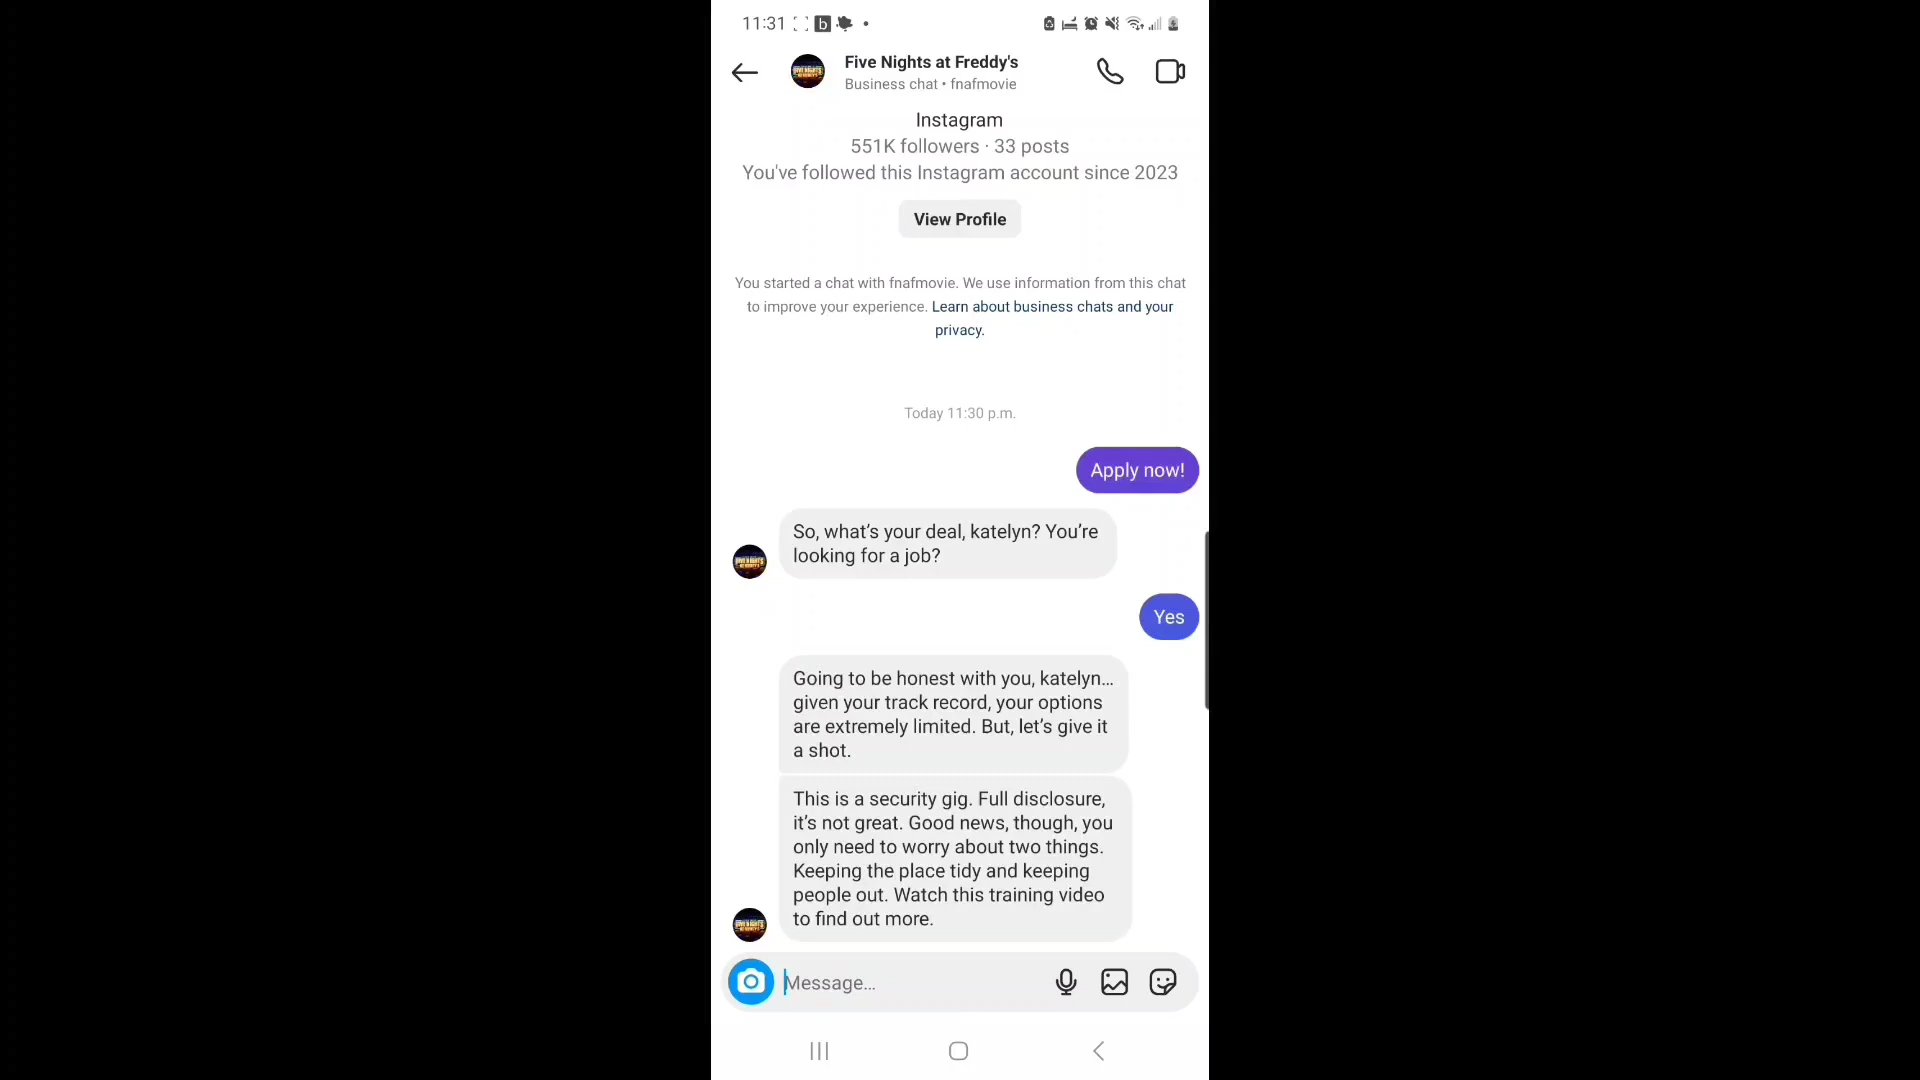 11:31
Five Nights at Freddy's
Business chat • fnafmovie
Instagram
551K followers · 33 posts
You've followed this Instagram account since 2023
View Profile
You started a chat with fnafmovie. We use information from this chat
to improve your experience. Learn about business chats and your
privacy.
Today 11:30 p.m.
Apply now!
So, what’s your deal, katelyn? You’re
looking for a job?
Yes
Going to be honest with you, katelyn…
given your track record, your options
are extremely limited. But, let’s give it
a shot.
This is a security gig. Full disclosure,
it’s not great. Good news, though, you
only need to worry about two things.
Keeping the place tidy and keeping
people out. Watch this training video
to find out more.
Message...